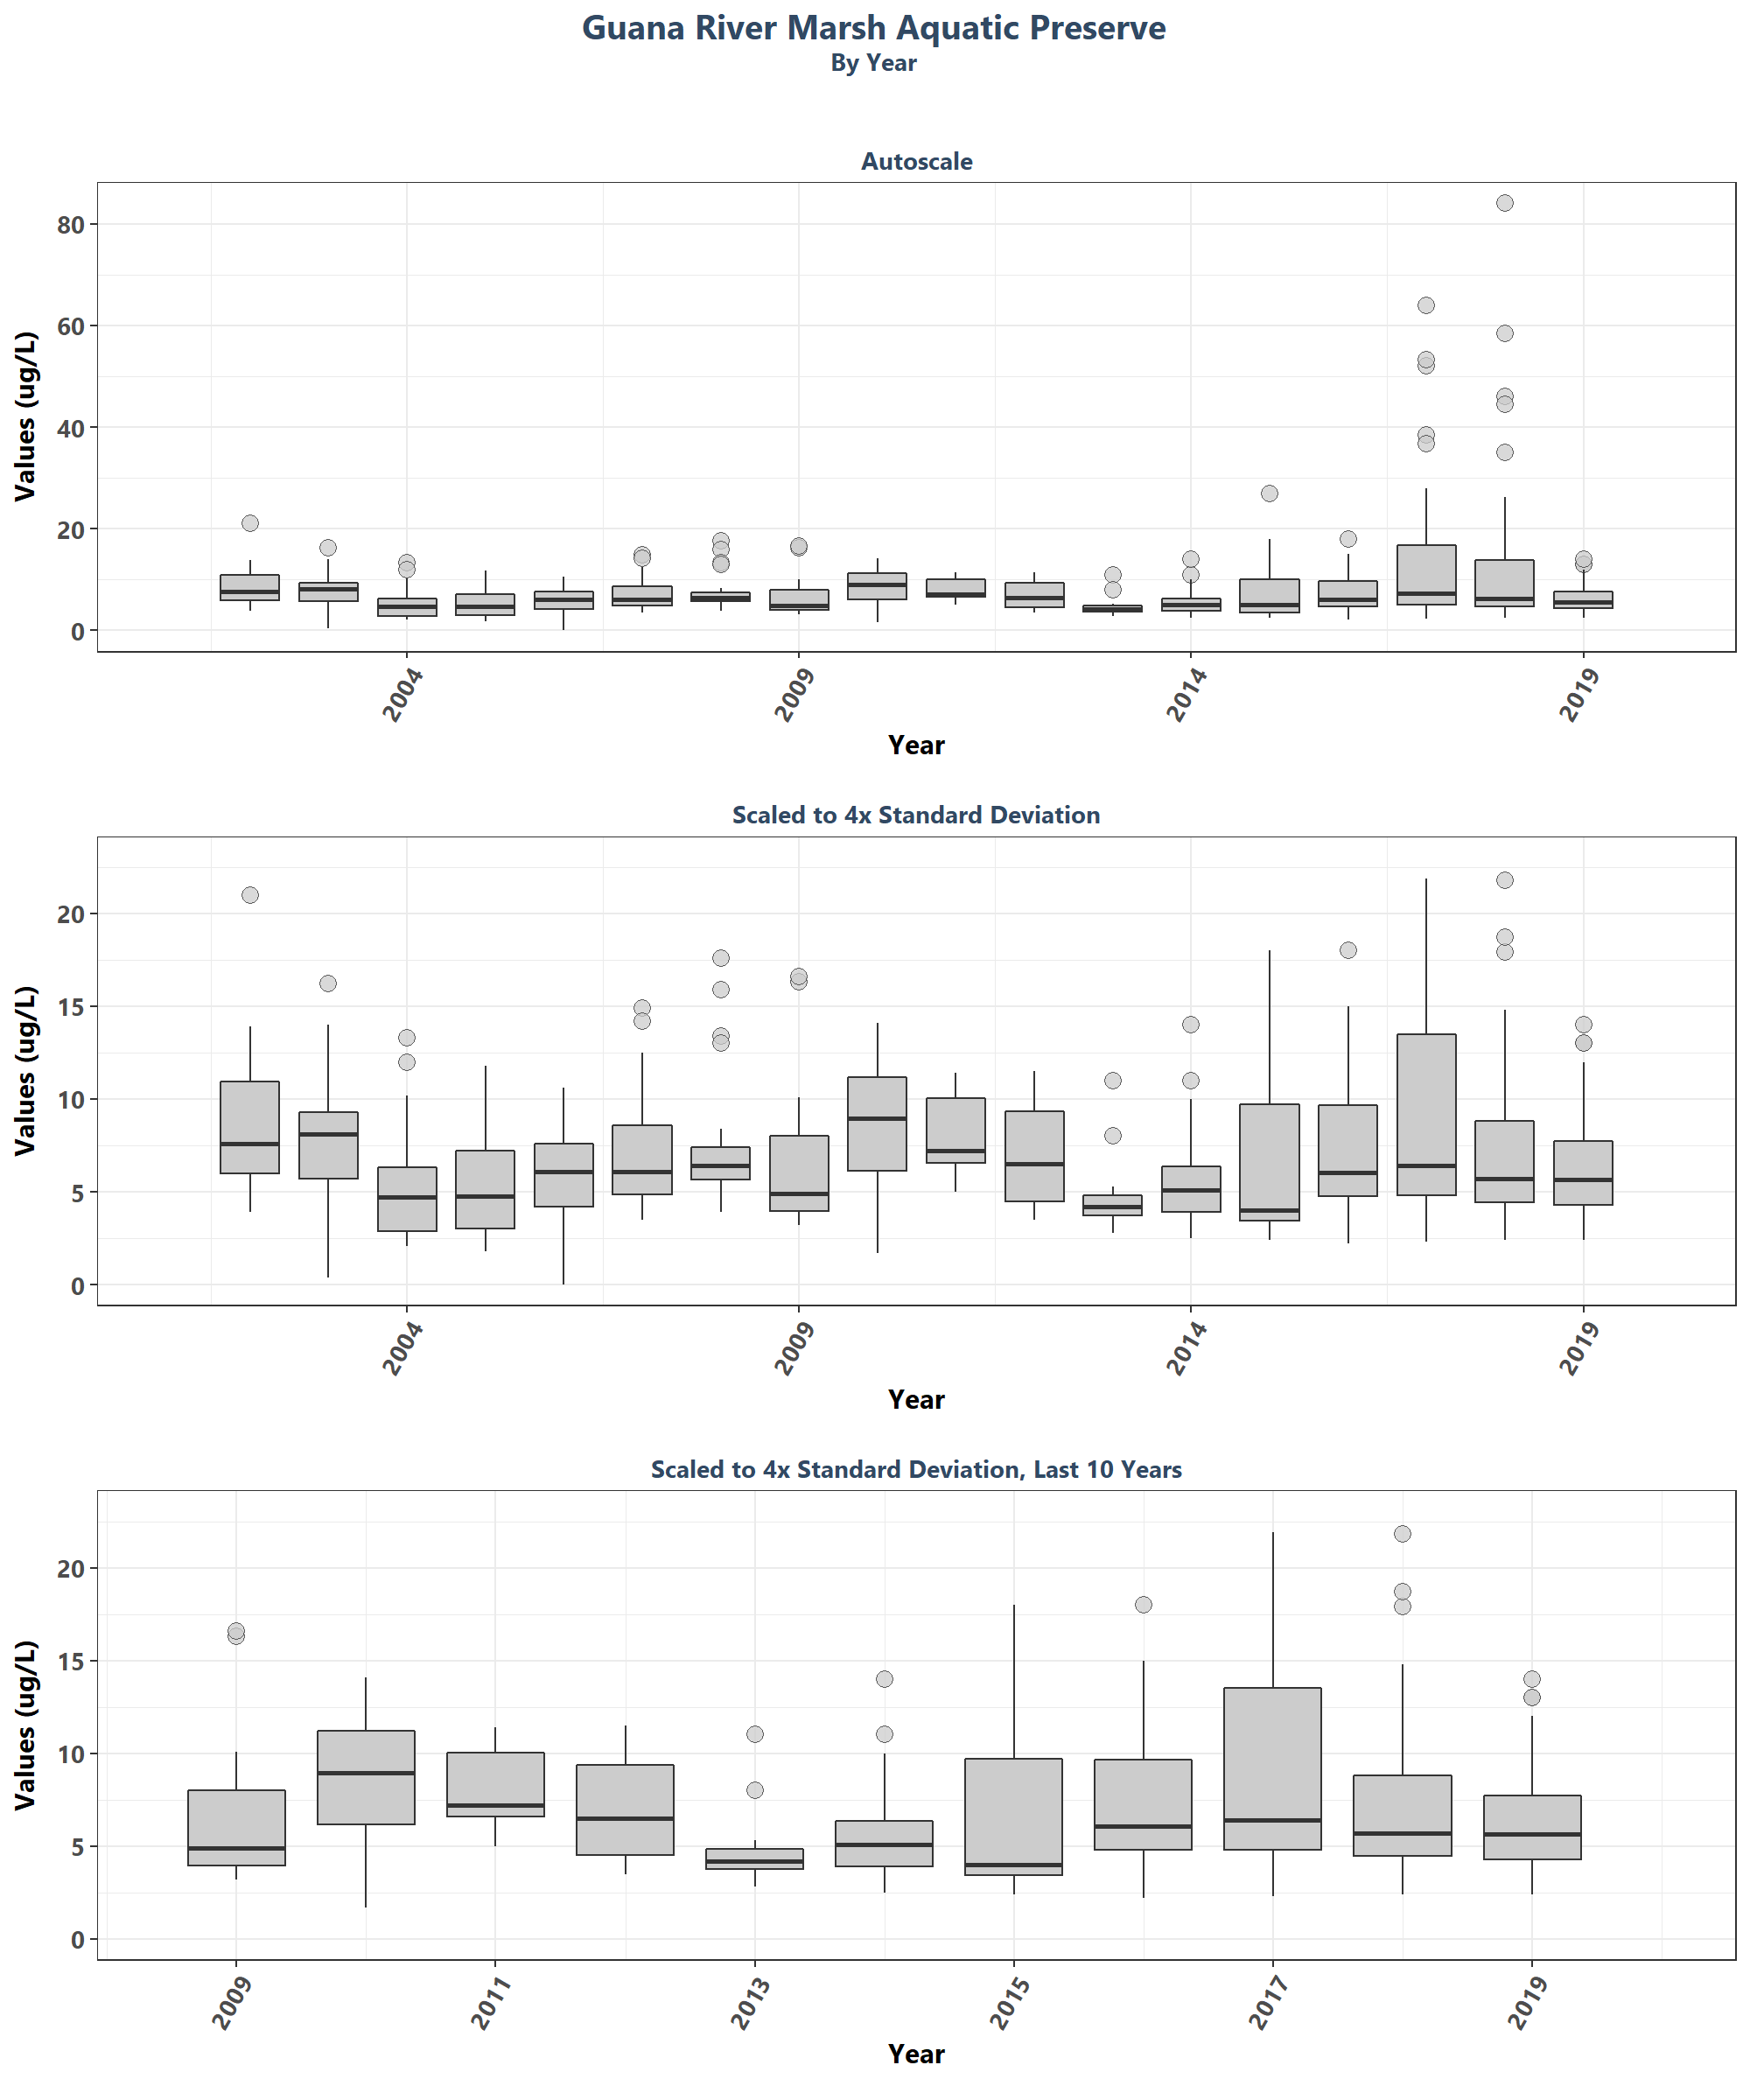 Guana River Marsh Aquatic Preserve
By Year
Autoscale
Values (ug/L)
80
60
40
20
0
2004
2009
2014
2019
Year
Scaled to 4x Standard Deviation
Values (ug/L)
20
15
10
5
0
2004
2009
2014
2019
Year
Scaled to 4x Standard Deviation, Last 10 Years
Values (ug/L)
20
15
10
5
0
2009
2011
2013
2015
2017
2019
Year